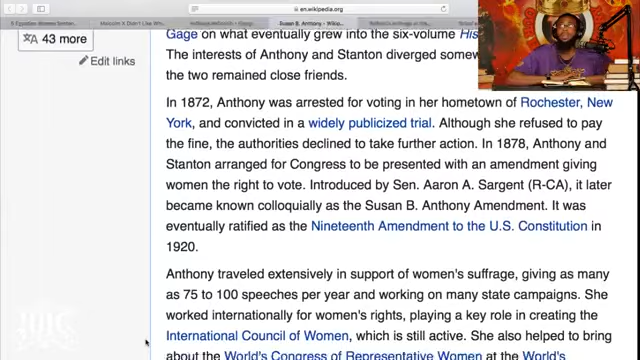 en.wikipedia.org
Susan B. Anthony - Wikip...
43 more
Edit links
Gage on what eventually grew into the six-volume His
The interests of Anthony and Stanton diverged somew
the two remained close friends.
In 1872, Anthony was arrested for voting in her hometown of Rochester, New
York, and convicted in a widely publicized trial. Although she refused to pay
the fine, the authorities declined to take further action. In 1878, Anthony and
Stanton arranged for Congress to be presented with an amendment giving
women the right to vote. Introduced by Sen. Aaron A. Sargent (R-CA), it later
became known colloquially as the Susan B. Anthony Amendment. It was
eventually ratified as the Nineteenth Amendment to the U.S. Constitution in
1920.
Anthony traveled extensively in support of women's suffrage, giving as many
as 75 to 100 speeches per year and working on many state campaigns. She
worked internationally for women's rights, playing a key role in creating the
International Council of Women, which is still active. She also helped to bring
about the World's Congress of Representative Women at the World's